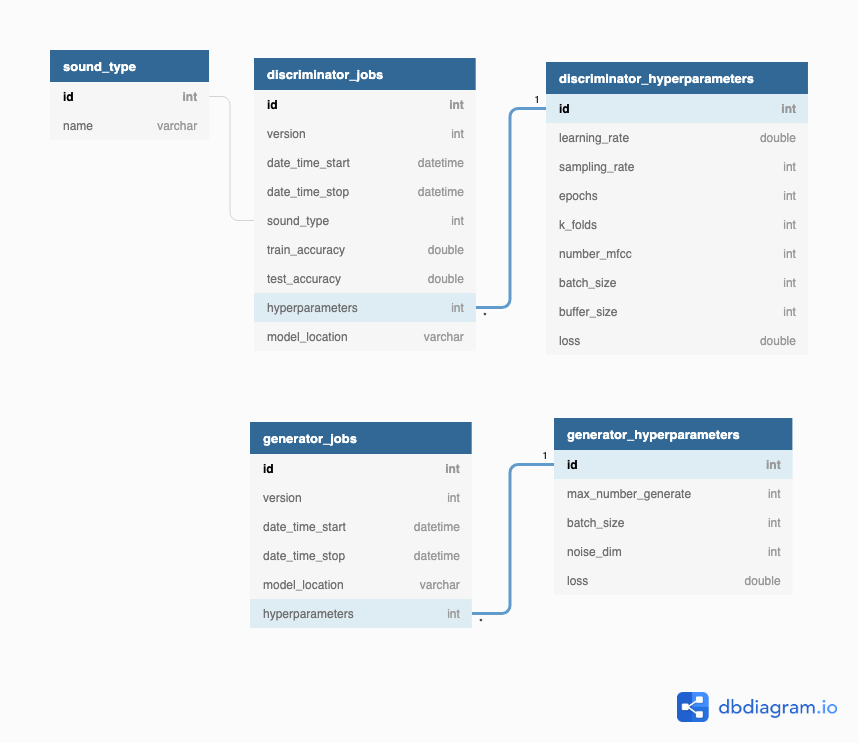 sound_type
id int
name varchar
discriminator_jobs
id int
version int
date_time_start datetime
date_time_stop datetime
sound_type int
train_accuracy double
test_accuracy double
hyperparameters int
model_location varchar
*
1
discriminator_hyperparameters
id int
learning_rate double
sampling_rate int
epochs int
k_folds int
number_mfcc int
batch_size int
buffer_size int
loss double
generator_jobs
id int
version int
date_time_start datetime
date_time_stop datetime
model_location varchar
hyperparameters int
*
1
generator_hyperparameters
id int
max_number_generate int
batch_size int
noise_dim int
loss double
dbdiagram.io